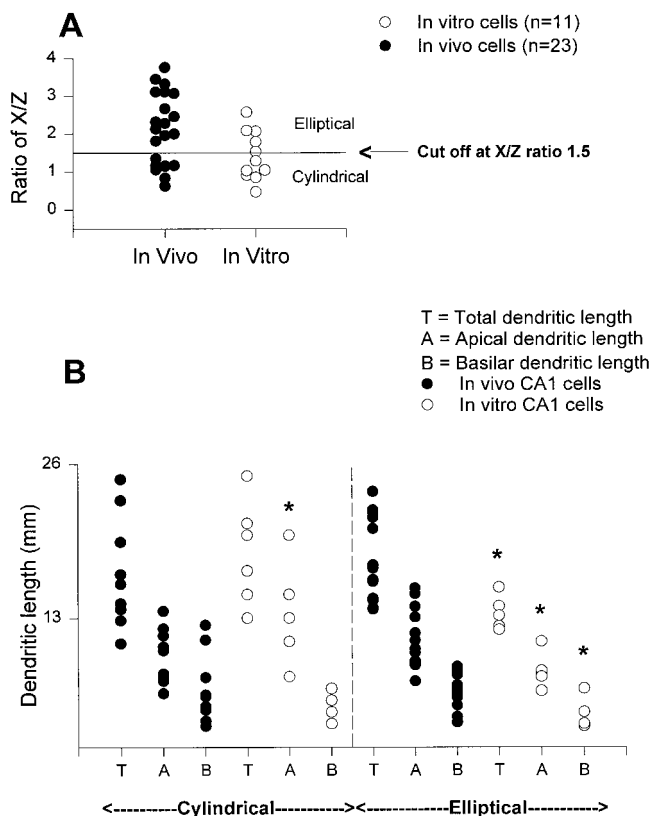 A
In vitro cells (n=11)
In vivo cells (n=23)
4
3
2
1
0
Ratio of X/Z
Elliptical
Cylindrical
Cut off at X/Z ratio 1.5
In Vivo
In Vitro
T = Total dendritic length
A = Apical dendritic length
B = Basilar dendritic length
In vivo CA1 cells
In vitro CA1 cells
B
26
13
Dendritic length (mm)
*
*
*
*
T A B T A B T A B T A B
<----------Cylindrical----------><------------Elliptical----------->